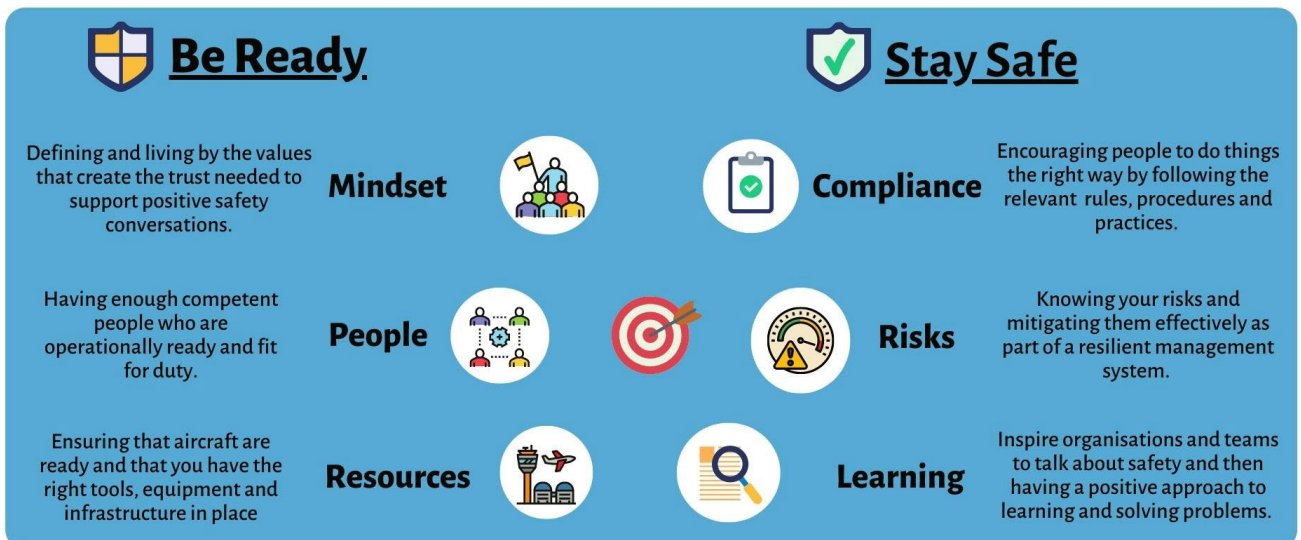 Be Ready
Defining and living by the values
that create the trust needed to
support positive safety
conversations.
Mindset
Having enough competent
people who are
operationally ready and fit
for duty.
People
Ensuring that aircraft are
ready and that you have the
right tools, equipment and
infrastructure in place
Resources
Stay Safe
Compliance
Encouraging people to do things
the right way by following the
relevant rules, procedures and
practices.
Risks
Knowing your risks and
mitigating them effectively as
part of a resilient management
system.
Learning
Inspire organisations and teams
to talk about safety and then
having a positive approach to
learning and solving problems.